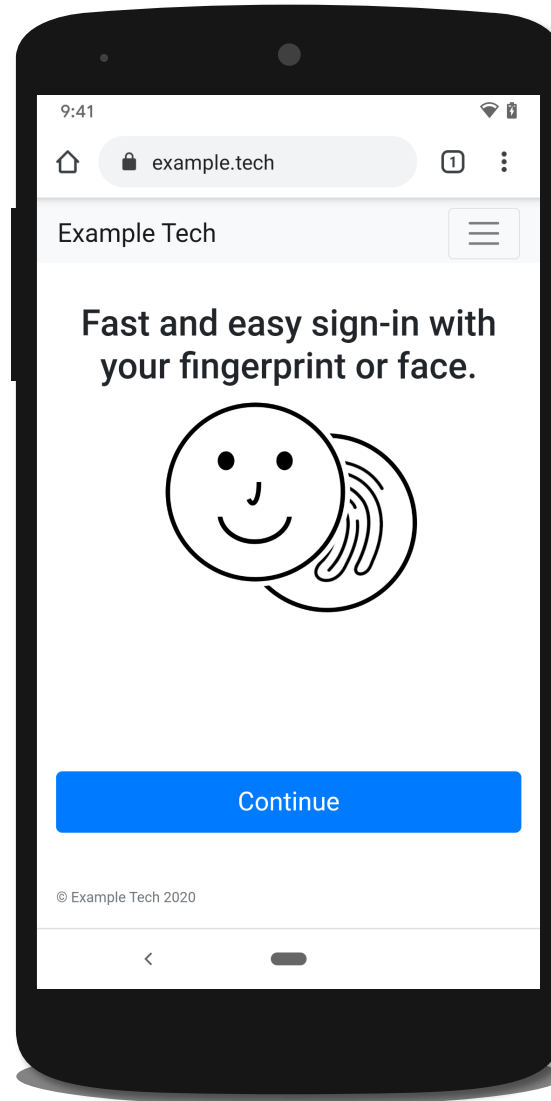 9:41
example.tech
1
Example Tech
Fast and easy sign-in with
your fingerprint or face.
Continue
© Example Tech 2020